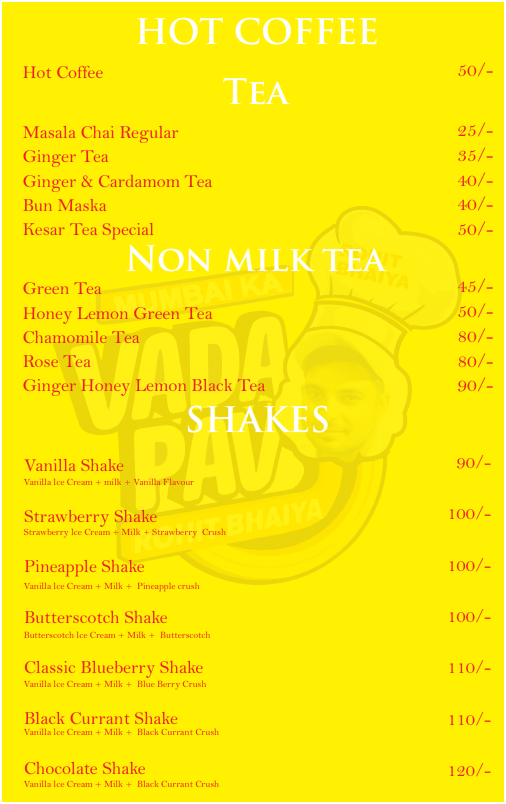 HOT COFFEE
Hot Coffee 50/-
TEA
Masala Chai Regular 25/-
Ginger Tea 35/-
Ginger & Cardamom Tea 40/-
Bun Maska 40/-
Kesar Tea Special 50/-
NON MILK TEA
Green Tea 45/-
Honey Lemon Green Tea 50/-
Chamomile Tea 80/-
Rose Tea 80/-
Ginger Honey Lemon Black Tea 90/-
SHAKES
Vanilla Shake 90/-
Vanilla Ice Cream + milk + Vanilla Flavour
Strawberry Shake 100/-
Strawberry Ice Cream + Milk + Strawberry Crush
Pineapple Shake 100/-
Vanilla Ice Cream + Milk + Pineapple crush
Butterscotch Shake 100/-
Butterscotch Ice Cream + Milk + Butterscotch
Classic Blueberry Shake 110/-
Vanilla Ice Cream + Milk + Blue Berry Crush
Black Currant Shake 110/-
Vanilla Ice Cream + Milk + Black Currant Crush
Chocolate Shake 120/-
Vanilla Ice Cream + Milk + Black Currant Crush
MUMBAI KA
VADA
PAV
ROHIT BHAIYA
BHAIYA